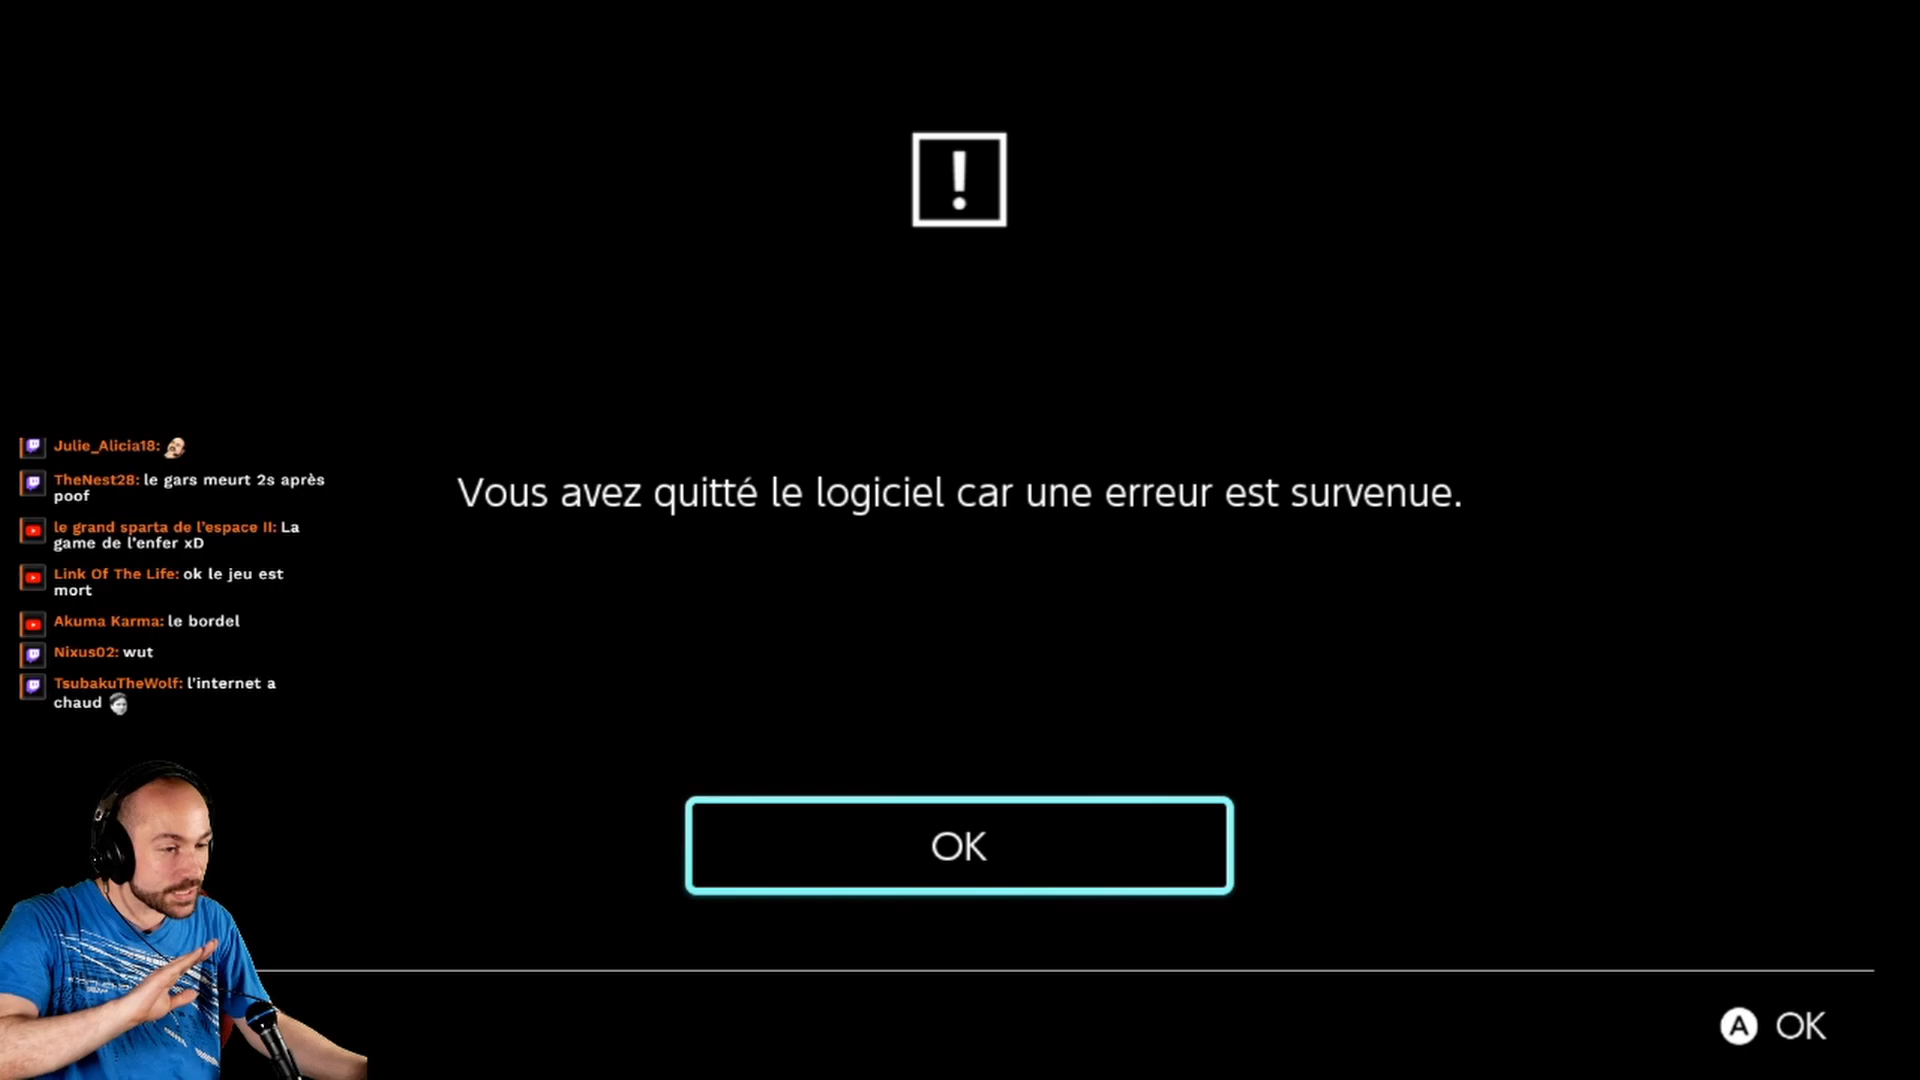 !
Julie_Alicia18:
TheNest28: le gars meurt 2s après
poof
le grand sparta de l'espace II: La
game de l'enfer xD
Link Of The Life: ok le jeu est
mort
Akuma Karma: le bordel
Nixus02: wut
TsubakuTheWolf: l'internet a
chaud
Vous avez quitté le logiciel car une erreur est survenue.
OK
A OK